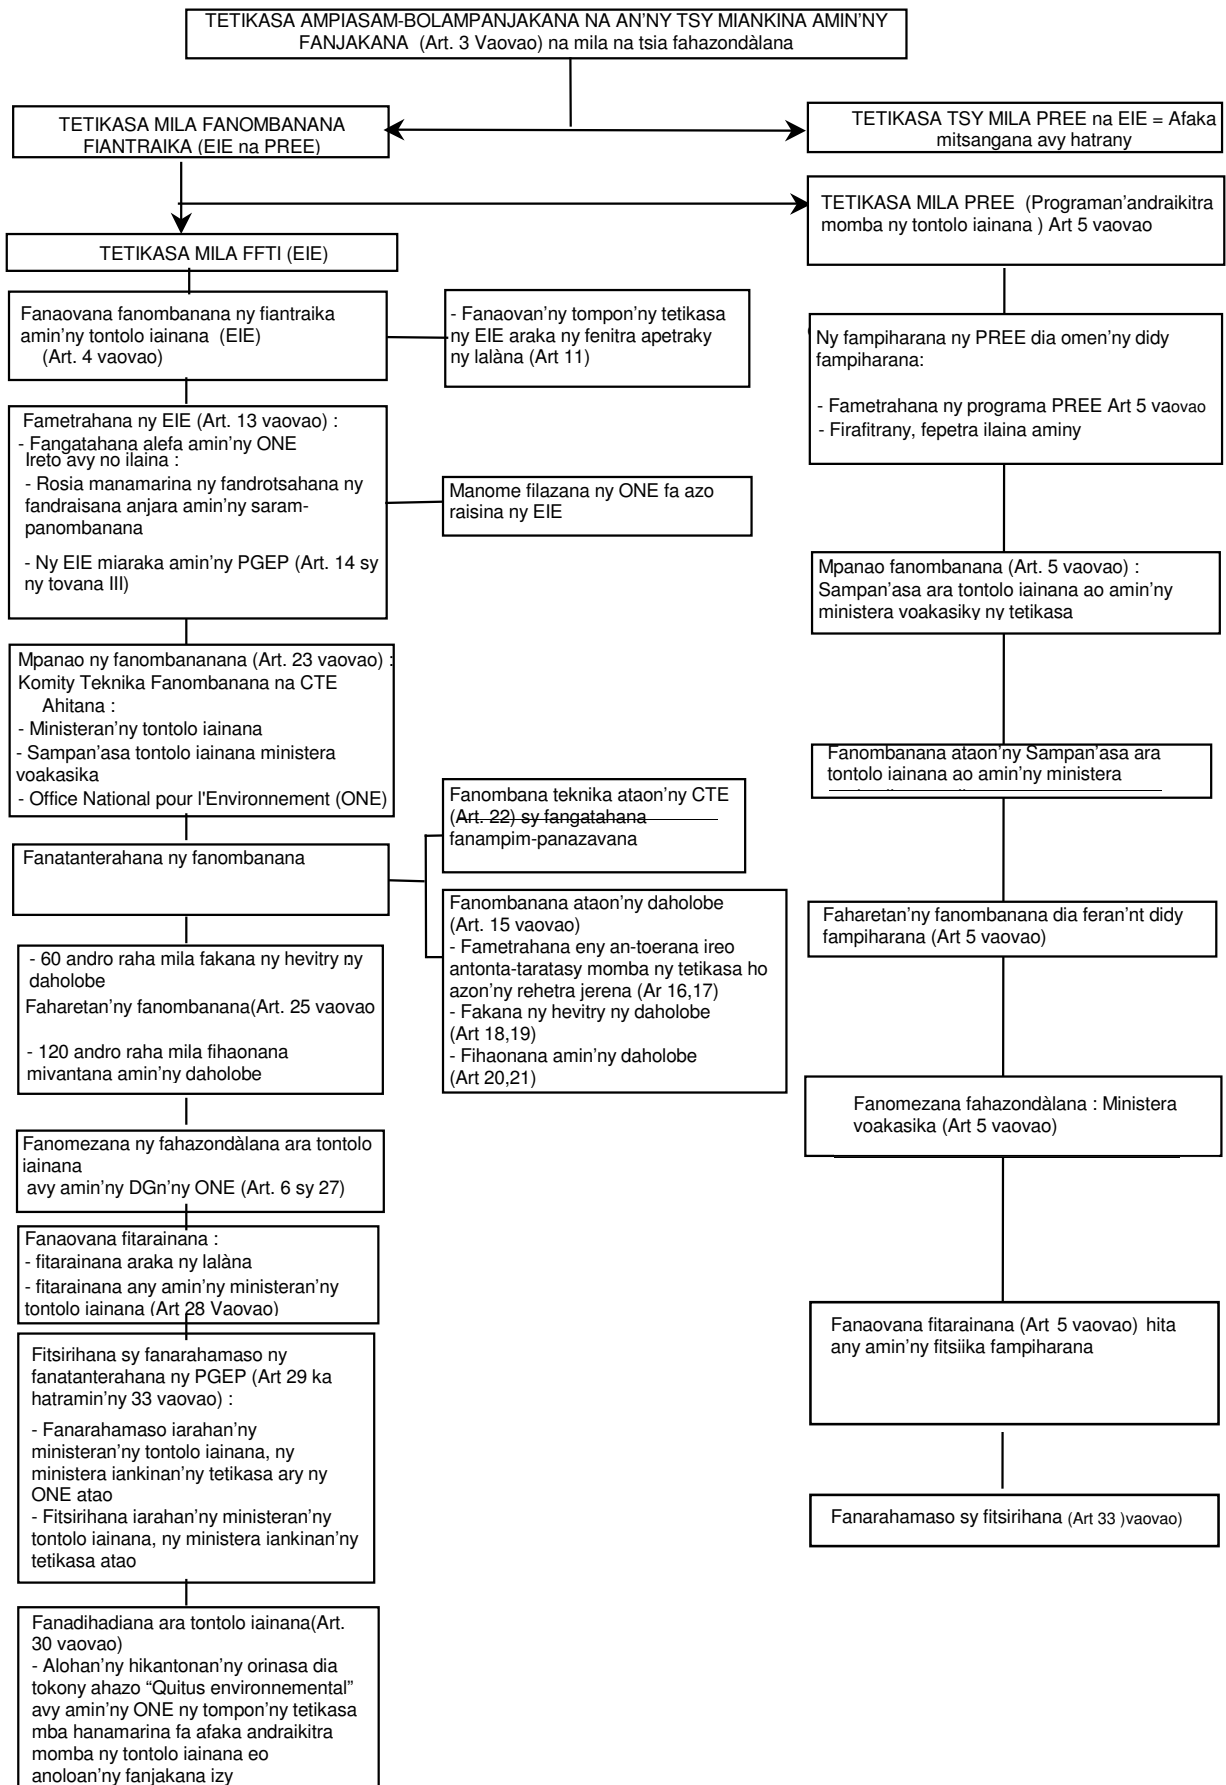 TETIKASA AMPIASAM-BOLAMPANJAKANA NA AN’NY TSY MIANKINA AMIN’NY
FANJAKANA (Art. 3 Vaovao) na mila na tsia fahazondàlana
TETIKASA MILA FANOMBANANA
FIANTRAIKA (EIE na PREE)
TETIKASA TSY MILA PREE na EIE = Afaka
mitsangana avy hatrany
TETIKASA MILA PREE (Programan’andraikitra
momba ny tontolo iainana ) Art 5 vaovao
TETIKASA MILA FFTI (EIE)
Fanaovana fanombanana ny fiantraika
amin’ny tontolo iainana (EIE)
(Art. 4 vaovao)
- Fanaovan’ny tompon’ny tetikasa
ny EIE araka ny fenitra apetraky
ny lalàna (Art 11)
Ny fampiharana ny PREE dia omen’ny didy
fampiharana:
- Fametrahana ny programa PREE Art 5 vaovao
- Firafitrany, fepetra ilaina aminy
Fametrahana ny EIE (Art. 13 vaovao) :
- Fangatahana alefa amin’ny ONE
Ireto avy no ilaina :
- Rosia manamarina ny fandrotsahana ny
fandraisana anjara amin’ny saram-
panombanana
- Ny EIE miaraka amin’ny PGEP (Art. 14 sy
ny tovana III)
Manome filazana ny ONE fa azo
raisina ny EIE
Mpanao fanombanana (Art. 5 vaovao) :
Sampan’asa ara tontolo iainana ao amin’ny
ministera voakasiky ny tetikasa
Mpanao ny fanombananana (Art. 23 vaovao) :
Komity Teknika Fanombanana na CTE
Ahitana :
- Ministeran’ny tontolo iainana
- Sampan’asa tontolo iainana ministera
voakasika
- Office National pour l'Environnement (ONE)
Fanombanana ataon’ny Sampan’asa ara
tontolo iainana ao amin’ny ministera
Fanatanterahana ny fanombanana
Fanombana teknika ataon’ny CTE
(Art. 22) sy fangatahana
fanampim-panazavana
Fanombanana ataon’ny daholobe
(Art. 15 vaovao)
- Fametrahana eny an-toerana ireo
antonta-taratasy momba ny tetikasa ho
azon’ny rehetra jerena (Ar 16,17)
- Fakana ny hevitry ny daholobe
(Art 18,19)
- Fihaonana amin’ny daholobe
(Art 20,21)
Faharetan’ny fanombanana dia feran’nt didy
fampiharana (Art 5 vaovao)
- 60 andro raha mila fakana ny hevitry ny
daholobe
Faharetan’ny fanombanana(Art. 25 vaovao
- 120 andro raha mila fihaonana
mivantana amin’ny daholobe
Fanomezana fahazondàlana : Ministera
voakasika (Art 5 vaovao)
Fanomezana ny fahazondàlana ara tontolo
iainana
avy amin’ny DGn’ny ONE (Art. 6 sy 27)
Fanaovana fitarainana :
- fitarainana araka ny lalàna
- fitarainana any amin’ny ministeran’ny
tontolo iainana (Art 28 Vaovao)
Fanaovana fitarainana (Art 5 vaovao) hita
any amin’ny fitsiika fampiharana
Fitsirihana sy fanarahamaso ny
fanatanterahana ny PGEP (Art 29 ka
hatramin’ny 33 vaovao) :
- Fanarahamaso iarahan’ny
ministeran’ny tontolo iainana, ny
ministera iankinan’ny tetikasa ary ny
ONE atao
- Fitsirihana iarahan’ny ministeran’ny
tontolo iainana, ny ministera iankinan’ny
tetikasa atao
Fanarahamaso sy fitsirihana (Art 33 )vaovao)
Fanadihadiana ara tontolo iainana(Art.
30 vaovao)
- Alohan’ny hikantonan’ny orinasa dia
tokony ahazo “Quitus environnemental”
avy amin’ny ONE ny tompon’ny tetikasa
mba hanamarina fa afaka andraikitra
momba ny tontolo iainana eo
anoloan’ny fanjakana izy